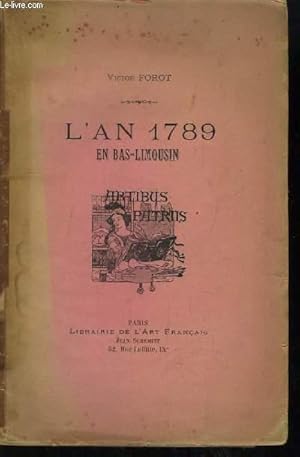 Le-livre.com
VICTOR FOROT
L'AN 1789
EN BAS-LIMOUSIN
ARTIBUS
PATRIIS
PARIS
LIBRAIRIE DE L'ART FRANÇAIS
JEAN SCHEMIT
52, RUE LAFFITTE, IXᵉ